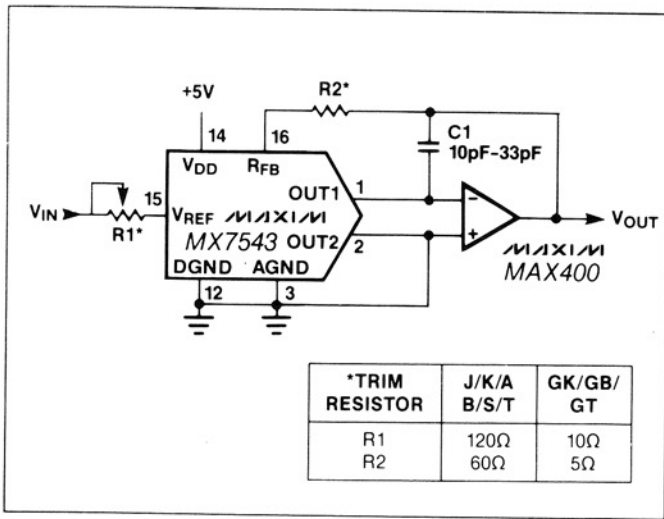 +5V
R2*
14
16
C1
10pF-33pF
VDD
RFB
OUT1
1
VIN
15
VREF
MAXIM
R1*
MX7543
OUT2
2
-
+
VOUT
MAXIM
MAX400
DGND
AGND
12
3
*TRIM RESISTOR
J/K/A B/S/T
GK/GB/ GT
R1 120Ω 10Ω
R2 60Ω 5Ω